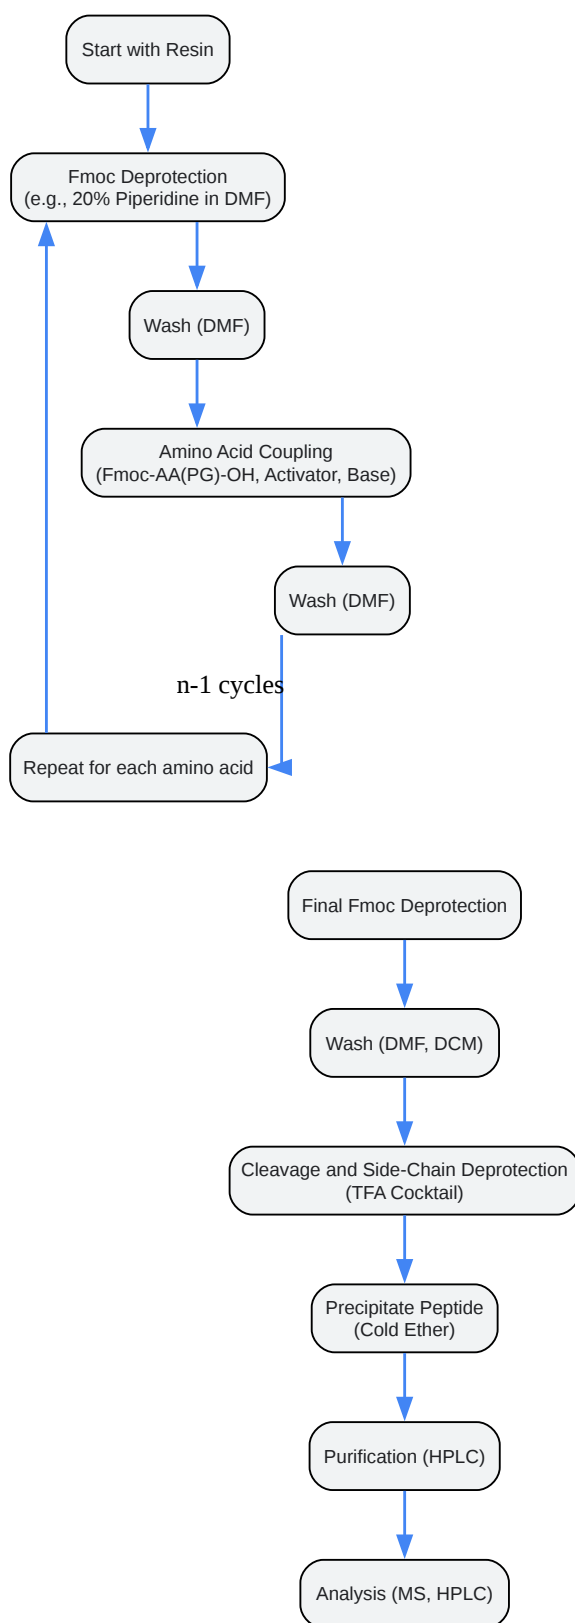 Start with Resin
Fmoc Deprotection
(e.g., 20% Piperidine in DMF)
Wash (DMF)
Amino Acid Coupling
(Fmoc-AA(PG)-OH, Activator, Base)
Wash (DMF)
n-1 cycles
Repeat for each amino acid
Final Fmoc Deprotection
Wash (DMF, DCM)
Cleavage and Side-Chain Deprotection
(TFA Cocktail)
Precipitate Peptide
(Cold Ether)
Purification (HPLC)
Analysis (MS, HPLC)